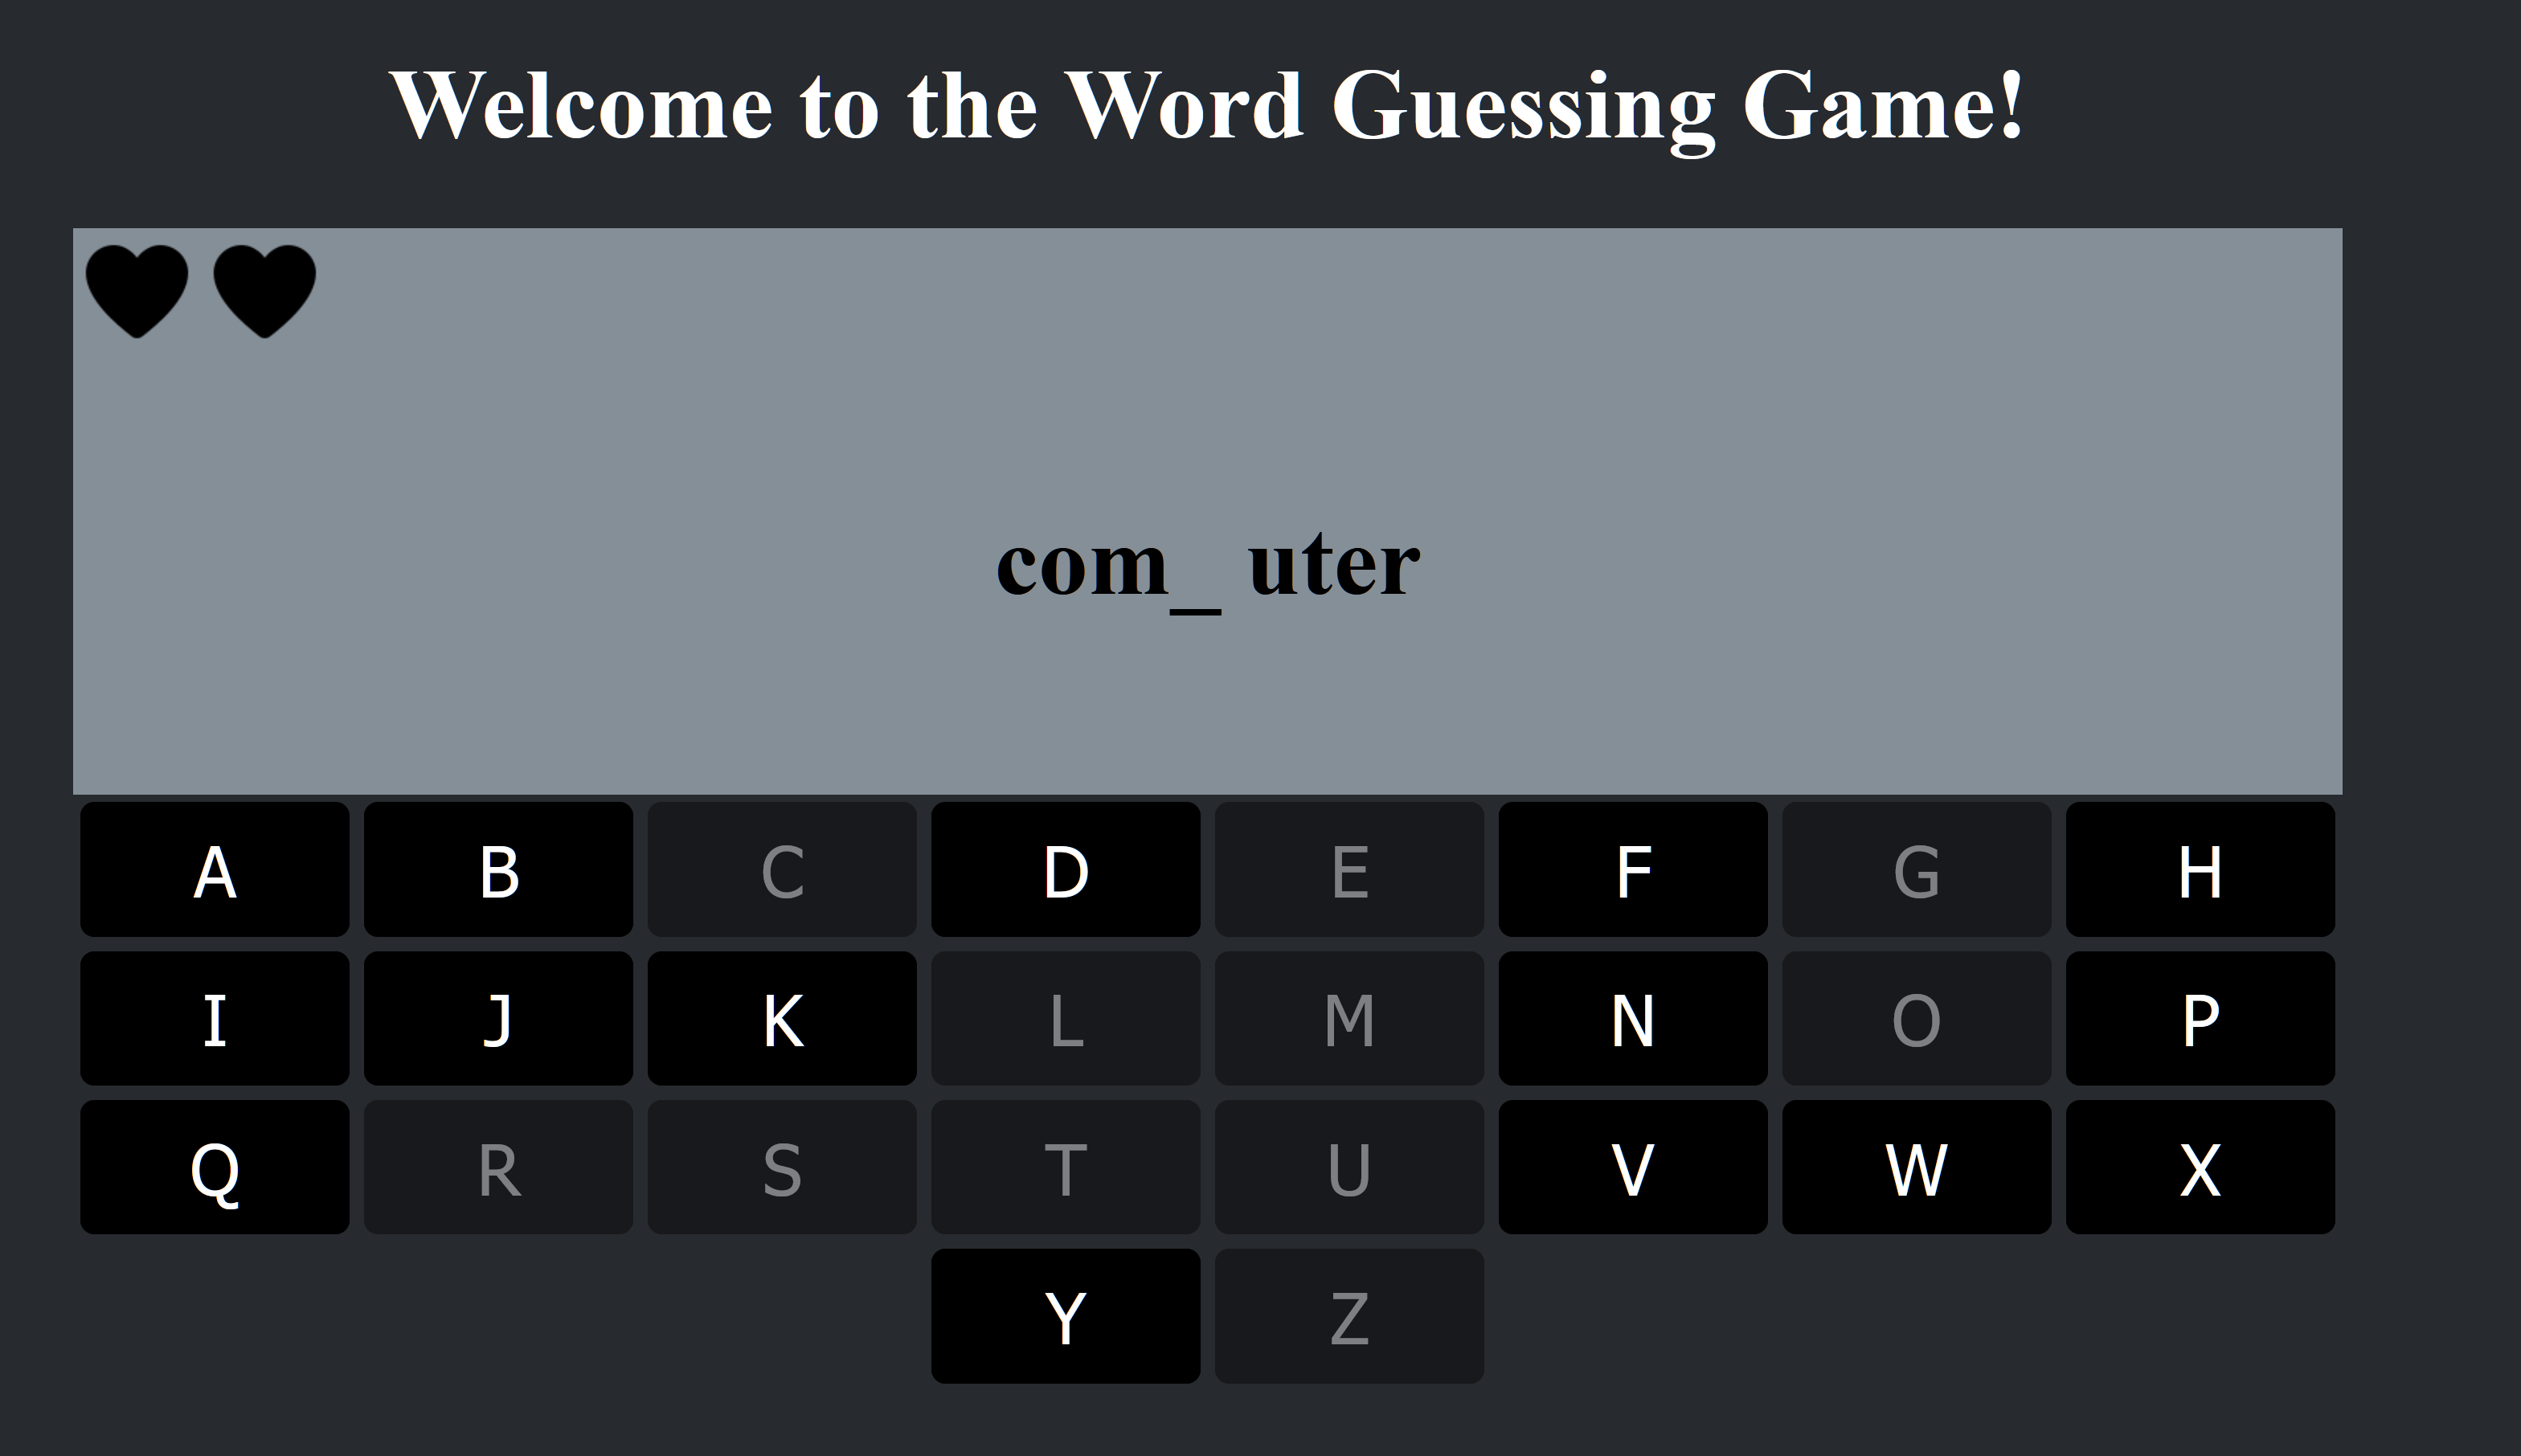 Welcome to the Word Guessing Game!
com_ uter
A B C D E F G H
I J K L M N O P
Q R S T U V W X
Y Z